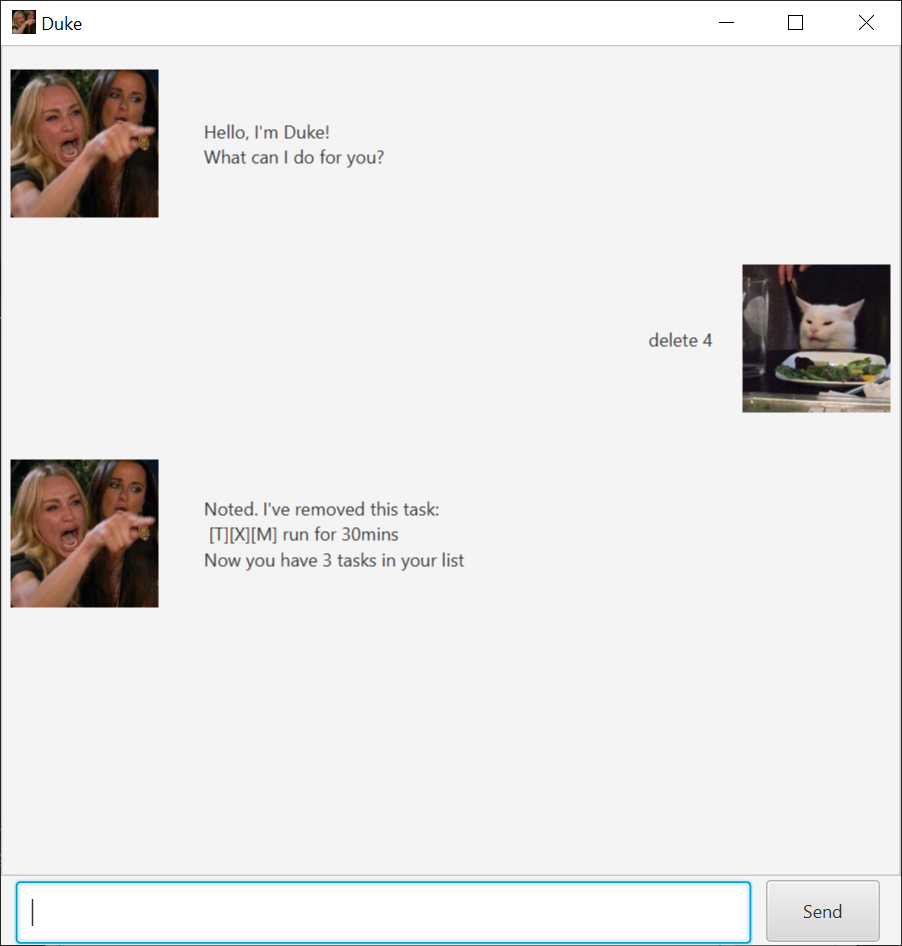 Duke
Hello, I'm Duke!
What can I do for you?
delete 4
Noted. I've removed this task:
[T][X][M] run for 30mins
Now you have 3 tasks in your list
Send